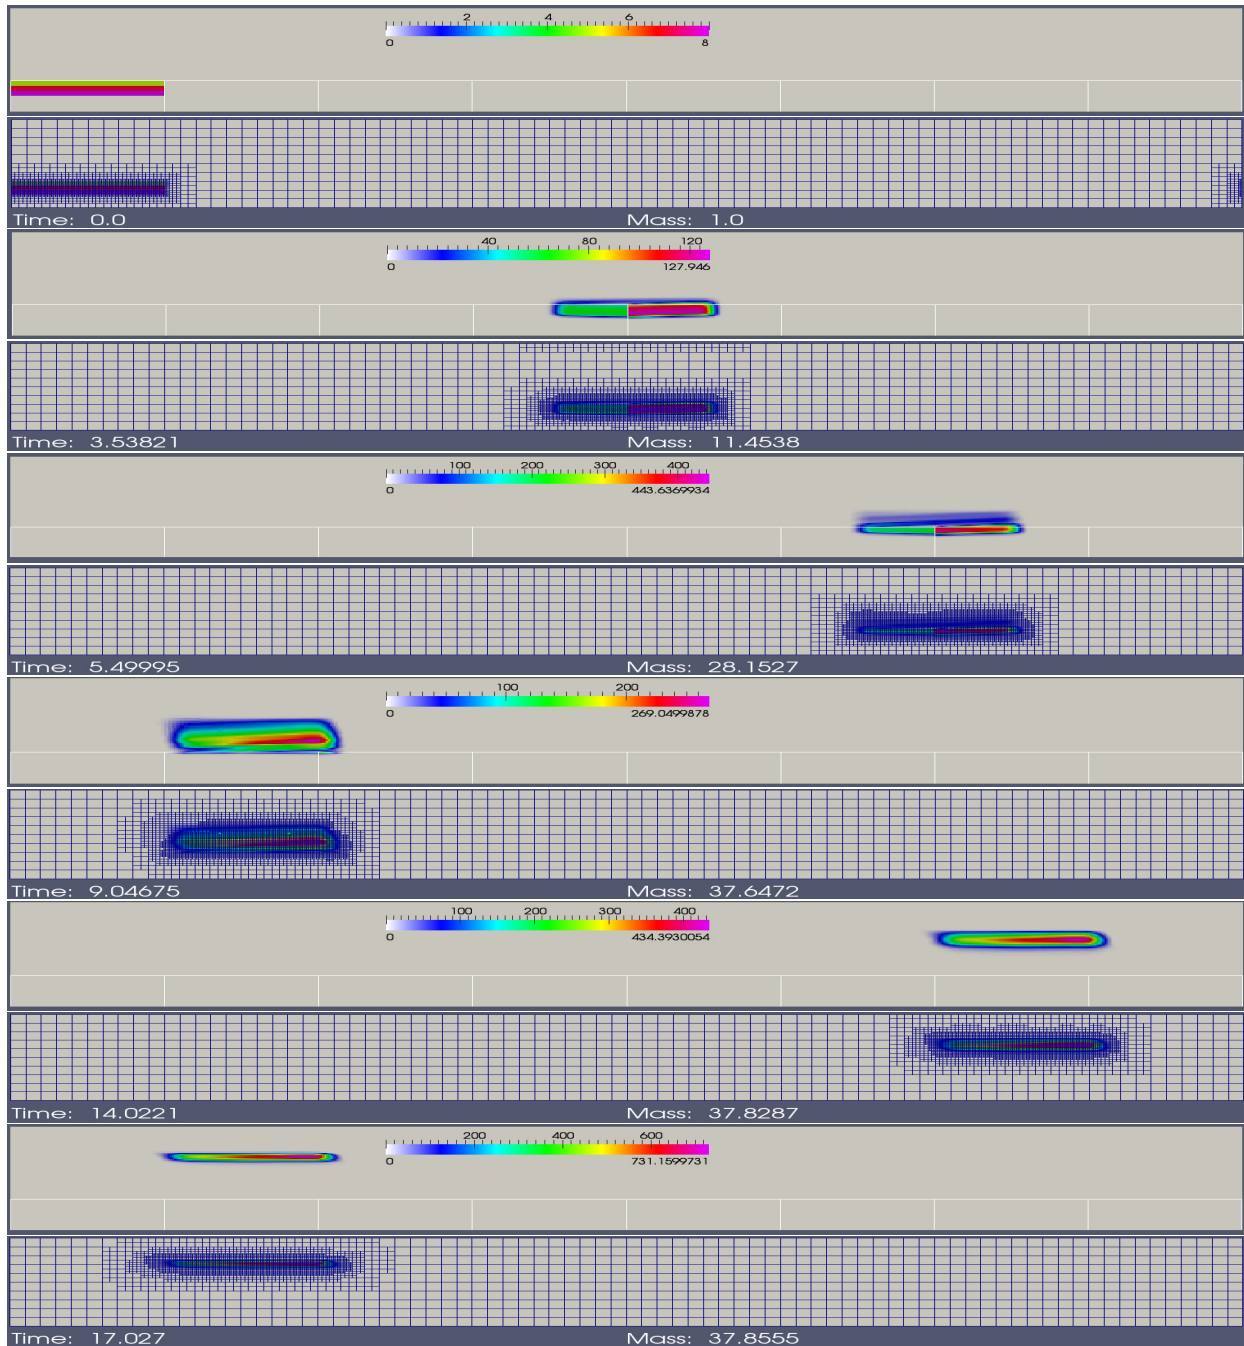 2 4 6
0 8
Time: 0.0 Mass: 1.0
40 80 120
0 127.946
Time: 3.53821 Mass: 11.4538
100 200 300 400
0 443.6369934
Time: 5.49995 Mass: 28.1527
100 200
0 269.0499878
Time: 9.04675 Mass: 37.6472
100 200 300 400
0 434.3930054
Time: 14.0221 Mass: 37.8287
200 400 600
0 731.1599731
Time: 17.027 Mass: 37.8555